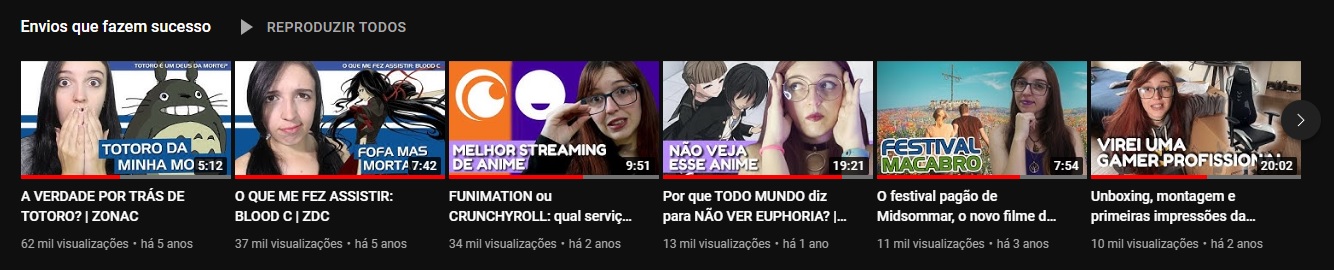 Envios que fazem sucesso REPRODUZIR TODOS
TOTORO É UM DEUS DA MORTE?
TOTORO DA
MINHA MO
5:12
A VERDADE POR TRÁS DE
TOTORO? | ZONAC
62 mil visualizações • há 5 anos
O QUE ME FEZ ASSISTIR: BLOOD C
FOFA MAS
MORTA
7:42
O QUE ME FEZ ASSISTIR:
BLOOD C | ZDC
37 mil visualizações • há 5 anos
MELHOR STREAMING
DE ANIME
9:51
FUNIMATION ou
CRUNCHYROLL: qual serviç...
34 mil visualizações • há 2 anos
NÃO VEJA
ESSE ANIME
19:21
Por que TODO MUNDO diz
para NÃO VER EUPHORIA? |...
13 mil visualizações • há 1 ano
FESTIVAL
MACABRO
7:54
O festival pagão de
Midsommar, o novo filme d...
11 mil visualizações • há 3 anos
VIREI UMA
GAMER PROFISSIONAL
20:02
Unboxing, montagem e
primeiras impressões da...
10 mil visualizações • há 2 anos